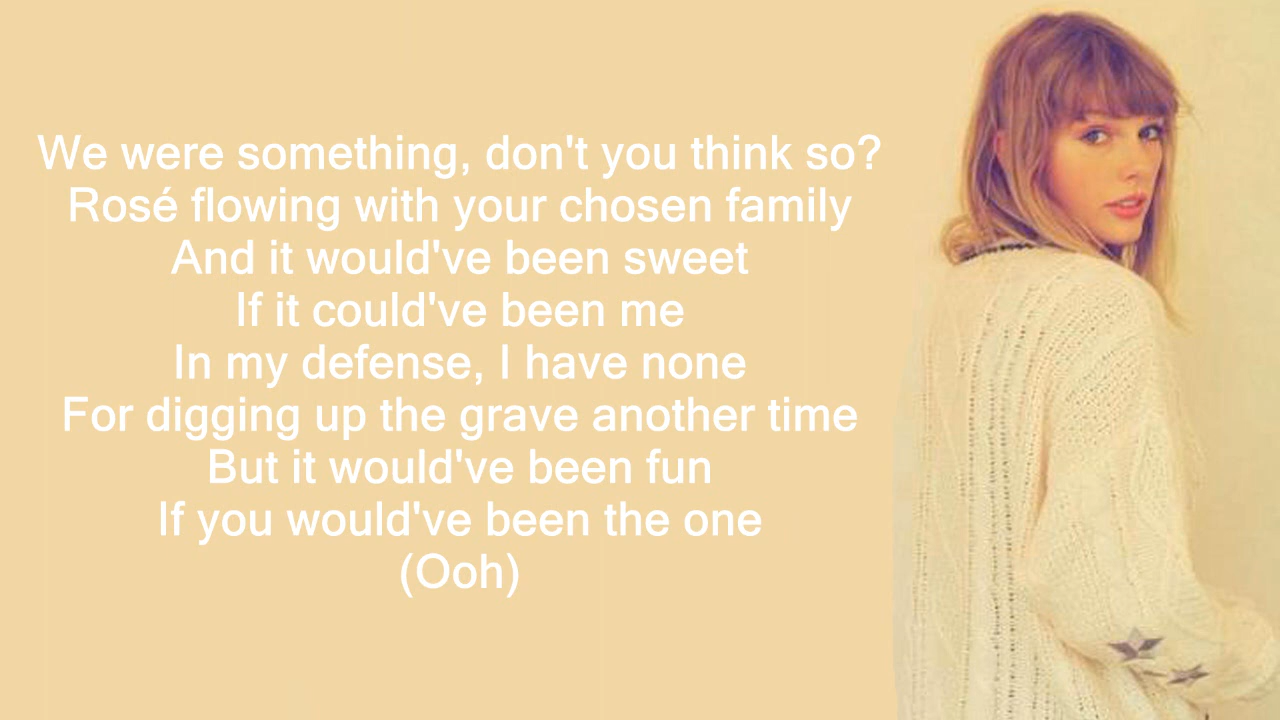 We were something, don't you think so?
Rosé flowing with your chosen family
And it would've been sweet
If it could've been me
In my defense, I have none
For digging up the grave another time
But it would've been fun
If you would've been the one
(Ooh)